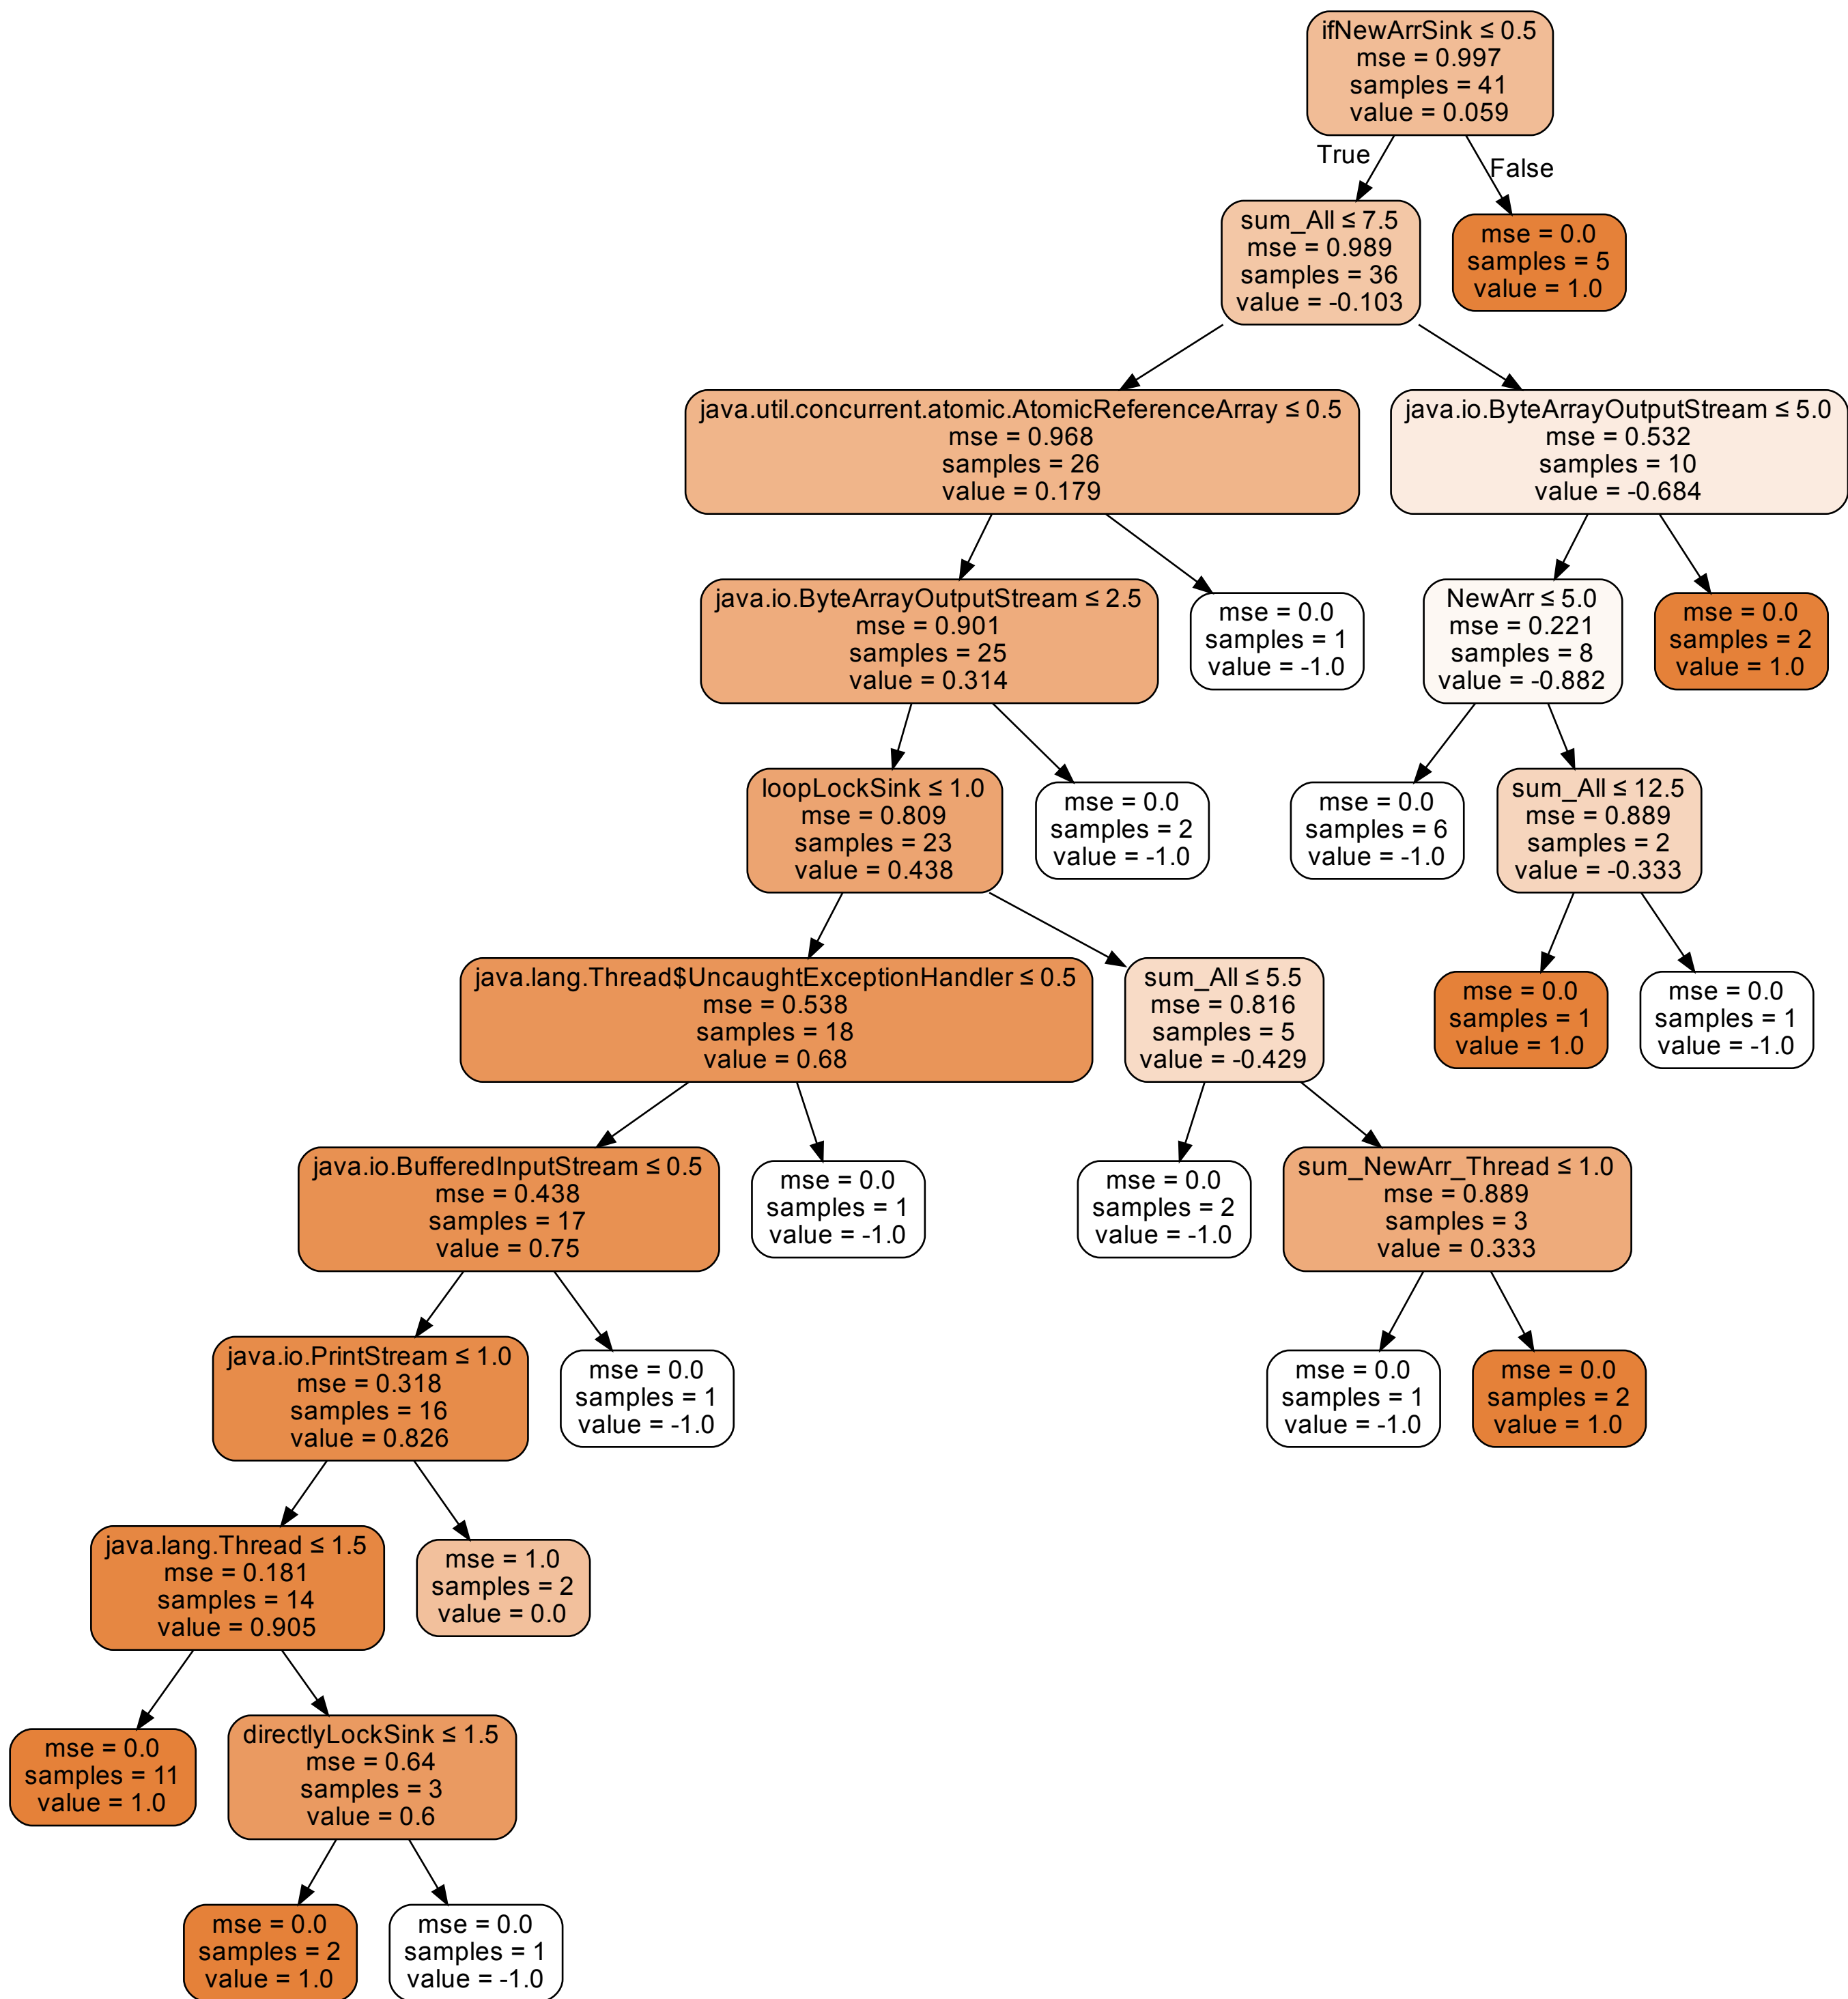 ifNewArrSink ≤ 0.5
mse = 0.997
samples = 41
value = 0.059
True
False
sum_All ≤ 7.5
mse = 0.989
samples = 36
value = -0.103
mse = 0.0
samples = 5
value = 1.0
java.util.concurrent.atomic.AtomicReferenceArray ≤ 0.5
mse = 0.968
samples = 26
value = 0.179
java.io.ByteArrayOutputStream ≤ 5.0
mse = 0.532
samples = 10
value = -0.684
java.io.ByteArrayOutputStream ≤ 2.5
mse = 0.901
samples = 25
value = 0.314
mse = 0.0
samples = 1
value = -1.0
NewArr ≤ 5.0
mse = 0.221
samples = 8
value = -0.882
mse = 0.0
samples = 2
value = 1.0
loopLockSink ≤ 1.0
mse = 0.809
samples = 23
value = 0.438
mse = 0.0
samples = 2
value = -1.0
mse = 0.0
samples = 6
value = -1.0
sum_All ≤ 12.5
mse = 0.889
samples = 2
value = -0.333
java.lang.Thread$UncaughtExceptionHandler ≤ 0.5
mse = 0.538
samples = 18
value = 0.68
sum_All ≤ 5.5
mse = 0.816
samples = 5
value = -0.429
mse = 0.0
samples = 1
value = 1.0
mse = 0.0
samples = 1
value = -1.0
java.io.BufferedInputStream ≤ 0.5
mse = 0.438
samples = 17
value = 0.75
mse = 0.0
samples = 1
value = -1.0
mse = 0.0
samples = 2
value = -1.0
sum_NewArr_Thread ≤ 1.0
mse = 0.889
samples = 3
value = 0.333
java.io.PrintStream ≤ 1.0
mse = 0.318
samples = 16
value = 0.826
mse = 0.0
samples = 1
value = -1.0
mse = 0.0
samples = 1
value = -1.0
mse = 0.0
samples = 2
value = 1.0
java.lang.Thread ≤ 1.5
mse = 0.181
samples = 14
value = 0.905
mse = 1.0
samples = 2
value = 0.0
mse = 0.0
samples = 11
value = 1.0
directlyLockSink ≤ 1.5
mse = 0.64
samples = 3
value = 0.6
mse = 0.0
samples = 2
value = 1.0
mse = 0.0
samples = 1
value = -1.0